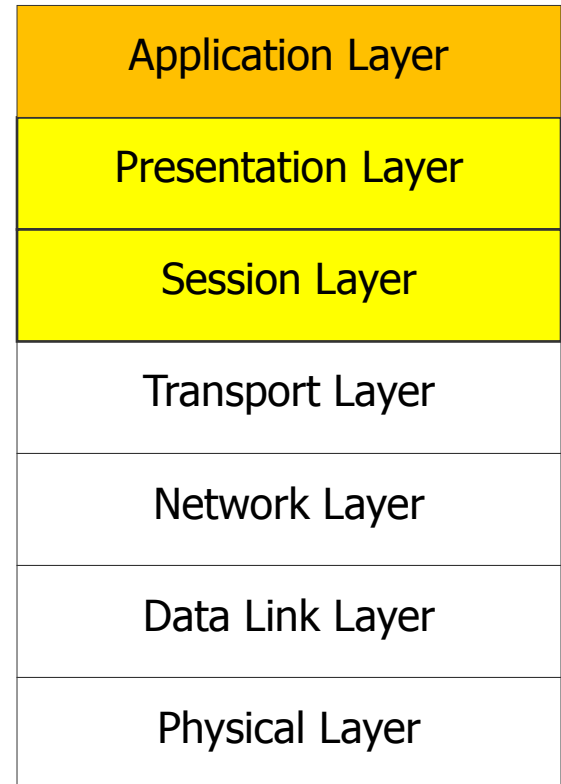 Application Layer
Presentation Layer
Session Layer
Transport Layer
Network Layer
Data Link Layer
Physical Layer